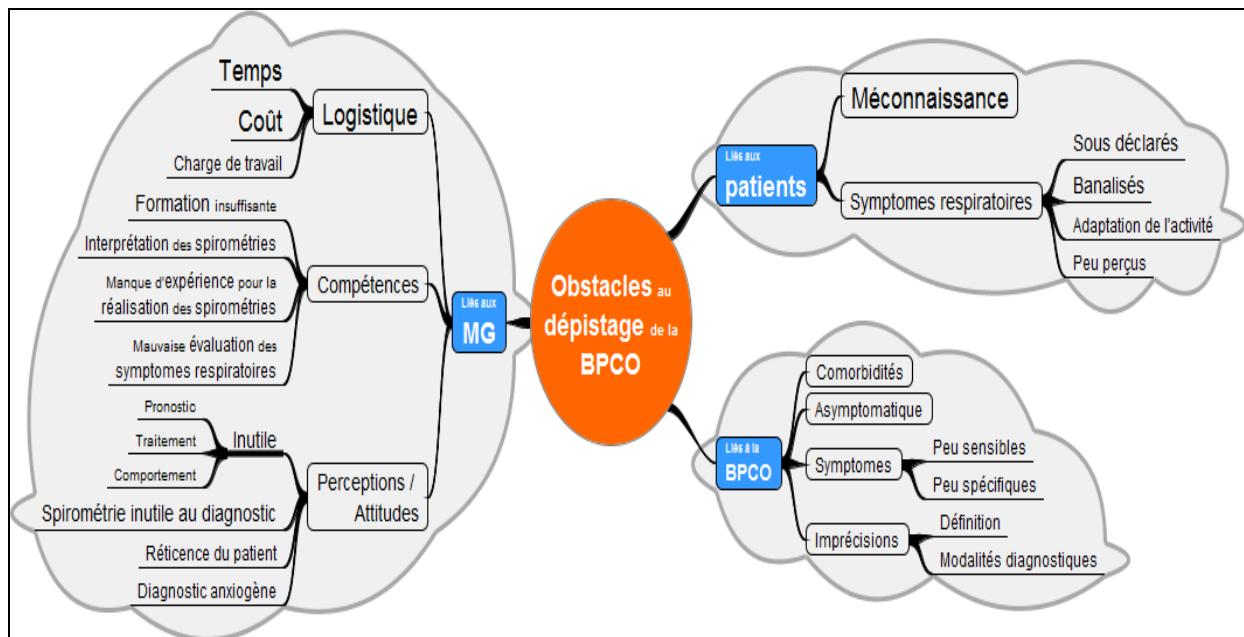 Obstacles au
dépistage de la
BPCO
Liés aux
MG
Logistique
Temps
Coût
Charge de travail
Compétences
Formation insuffisante
Interprétation des spirométries
Manque d'expérience pour la
réalisation des spirométries
Mauvaise évaluation des
symptomes respiratoires
Perceptions /
Attitudes
Inutile
Pronostic
Traitement
Comportement
Spirométrie inutile au diagnostic
Réticence du patient
Diagnostic anxiogène
Liés aux
patients
Méconnaissance
Symptomes respiratoires
Sous déclarés
Banalisés
Adaptation de l'activité
Peu perçus
Liés à la
BPCO
Comorbidités
Asymptomatique
Symptomes
Peu sensibles
Peu spécifiques
Imprécisions
Définition
Modalités diagnostiques